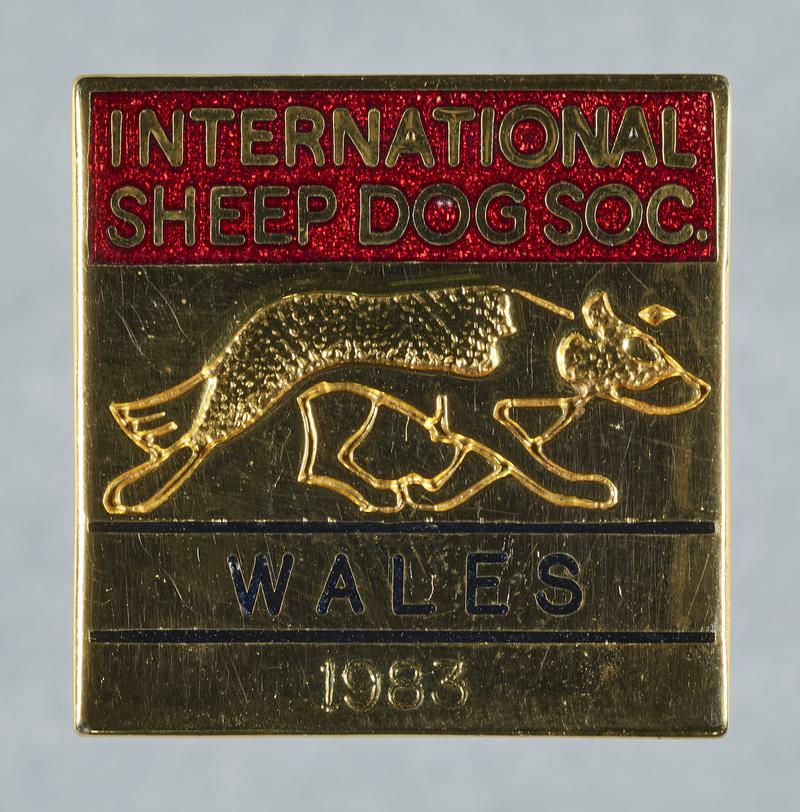 INTERNATIONAL
SHEEP DOG SOC.
WALES
1983